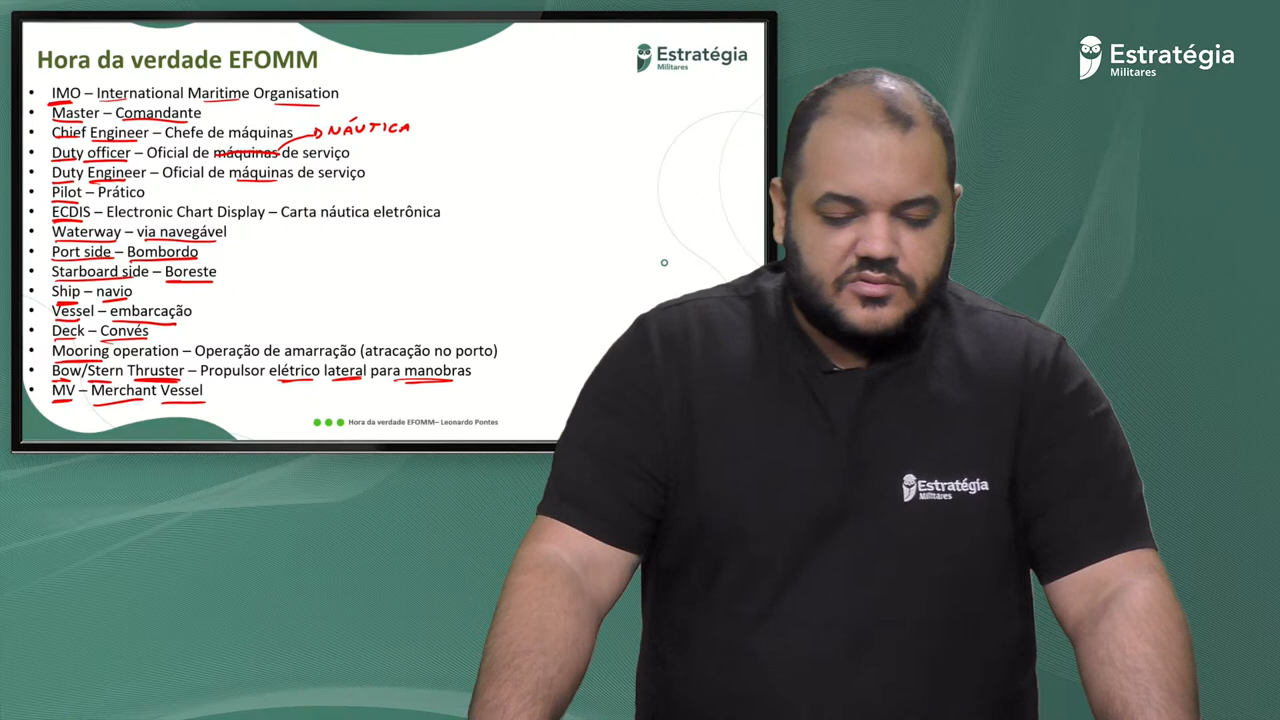 Hora da verdade EFOMM
Estratégia
Militares
• IMO – International Maritime Organisation
• Master – Comandante
• Chief Engineer – Chefe de máquinas
NÁUTICA
• Duty officer – Oficial de máquinas de serviço
• Duty Engineer – Oficial de máquinas de serviço
• Pilot – Prático
• ECDIS – Electronic Chart Display – Carta náutica eletrônica
• Waterway – via navegável
• Port side – Bombordo
• Starboard side – Boreste
• Ship – navio
• Vessel – embarcação
• Deck – Convés
• Mooring operation – Operação de amarração (atracação no porto)
• Bow/Stern Thruster – Propulsor elétrico lateral para manobras
• MV – Merchant Vessel
Hora da verdade EFOMM– Leonardo Pontes
Estratégia
Militares
Estratégia
Militares